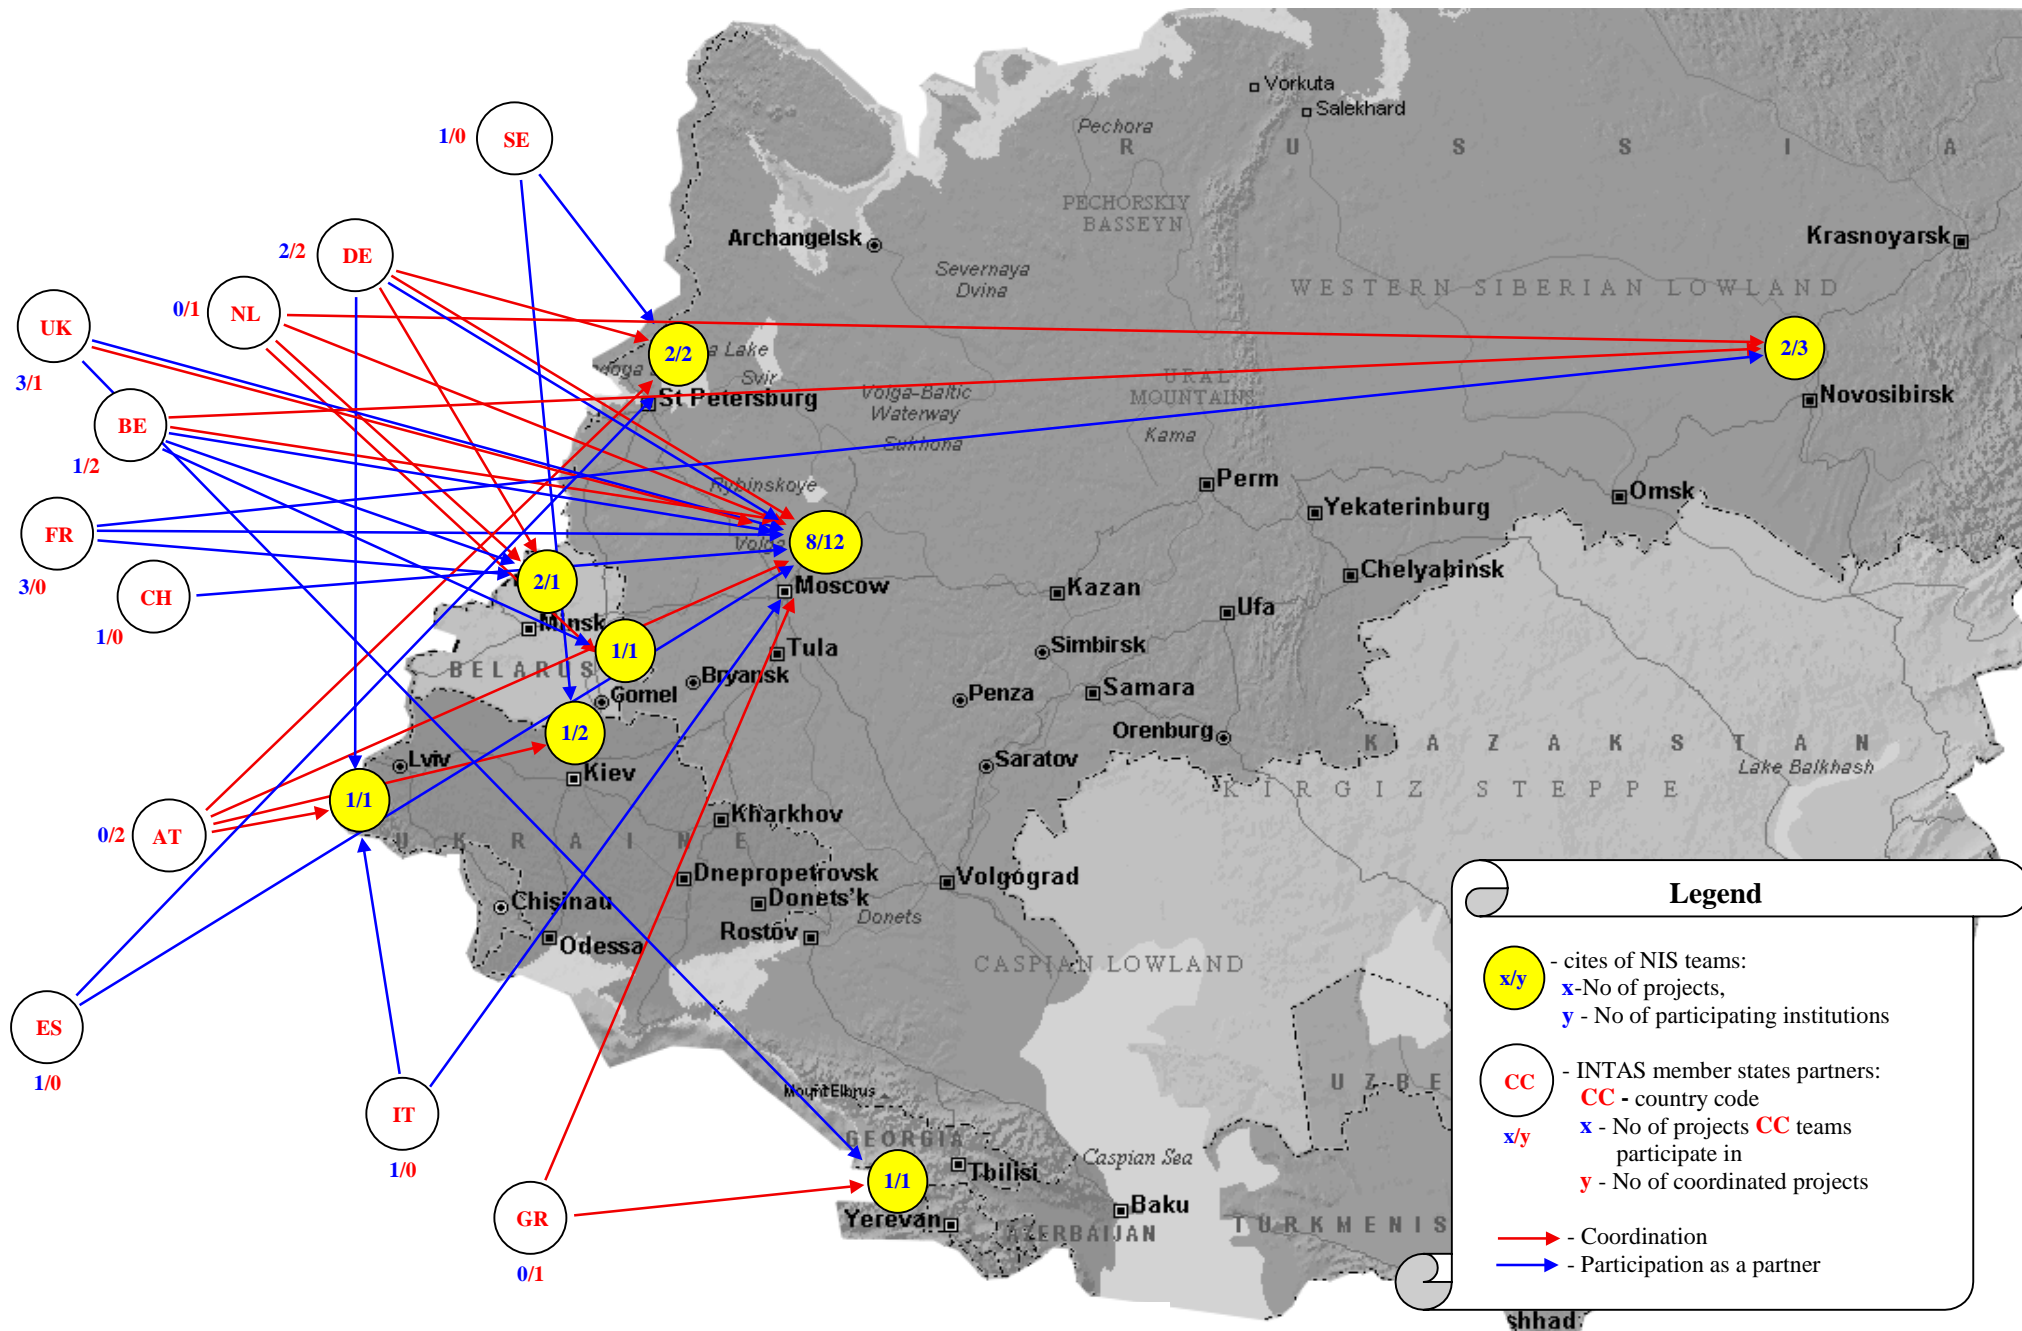 Vorkuta
Salekhard
Pechora
R U S S I A
1/0
SE
PECHORSKIY
BASSEYN
Archangelsk
Krasnoyarsk
2/2
DE
Severnaya
Dvina
WESTERN SIBERIAN LOWLAND
0/1
NL
UK
3/1
2/2
a Lake
doga
Svir
2/3
URAL
MOUNTAINS
Volga-Baltic
Waterway
St Petersburg
Novosibirsk
BE
1/2
Sukhona
Kama
Rybinskoye
Perm
Omsk
Yekaterinburg
FR
3/0
8/12
Volga
CH
1/0
2/1
Moscow
Kazan
Chelyabinsk
Ufa
Minsk
1/1
Tula
Simbirsk
BELARUS
Gomel
Bryansk
Penza
Samara
1/2
Orenburg
KAZAKSTAN
Lviv
Kiev
Saratov
Lake Balkhash
1/1
KIRGIZ STEPPE
0/2
AT
Kharkhov
UKRAINE
Dnepropetrovsk
Volgograd
Chisinau
Donets'k
Donets
Rostov
Odessa
CASPIAN LOWLAND
ES
1/0
Mount Elbrus
UZBE
IT
1/0
GEORGIA
Tbilisi
Caspian Sea
1/1
GR
0/1
Yerevan
Baku
AZERBAIJAN
TURKMENIS
Legend
x/y
- cites of NIS teams:
x-No of projects,
y - No of participating institutions
CC
x/y
- INTAS member states partners:
CC - country code
x - No of projects CC teams
participate in
y - No of coordinated projects
- Coordination
- Participation as a partner
shhad